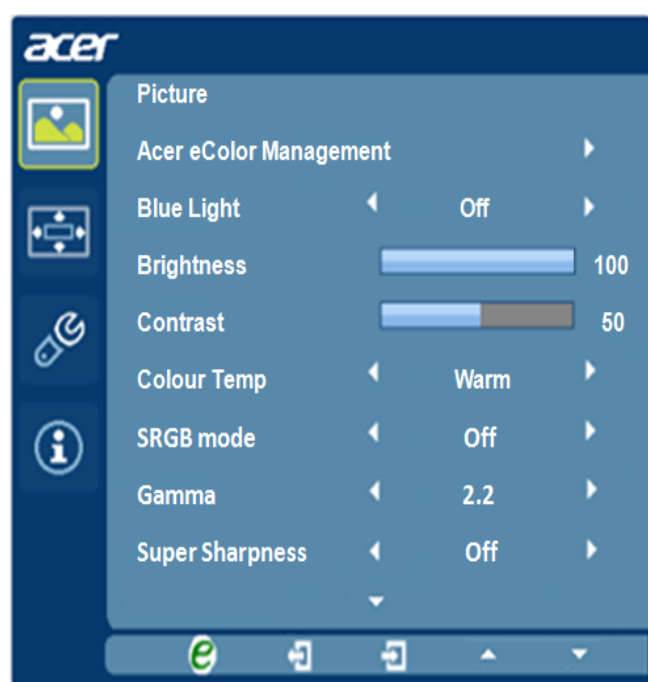 acer
Picture
Acer eColor Management
Blue Light Off
Brightness 100
Contrast 50
Colour Temp Warm
SRGB mode Off
Gamma 2.2
Super Sharpness Off
e